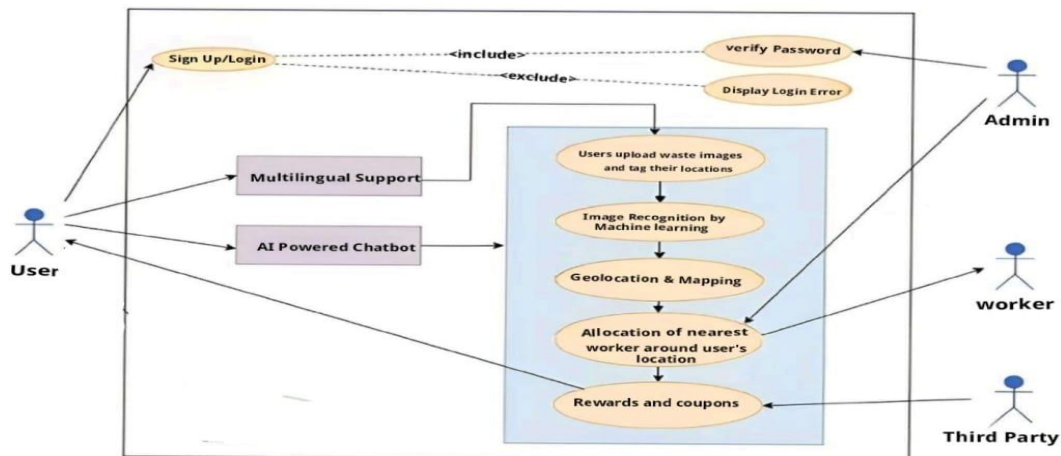 Sign Up/Login
<include>
verify Password
<exclude>
Display Login Error
Admin
Users upload waste images
and tag their locations
Multilingual Support
Image Recognition by
Machine learning
AI Powered Chatbot
User
Geolocation & Mapping
worker
Allocation of nearest
worker around user's
location
Rewards and coupons
Third Party